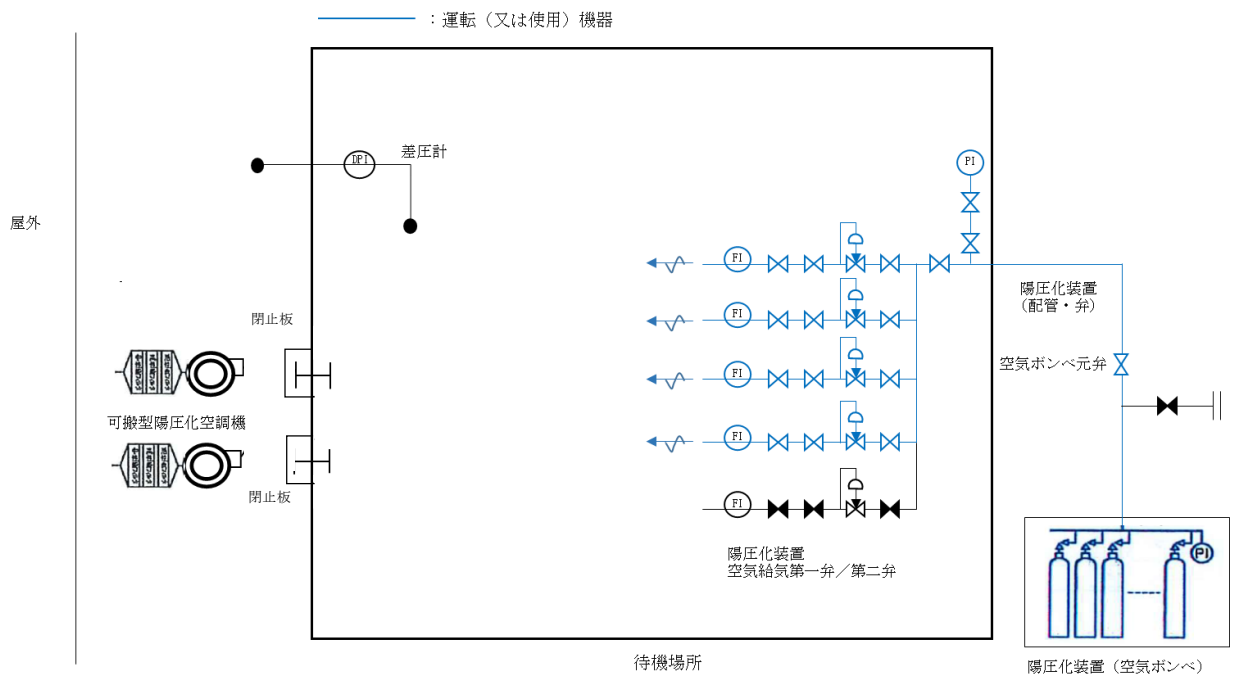 ：運転（又は使用）機器
DPI
差圧計
PI
屋外
FI
陽圧化装置
（配管・弁）
FI
閉止板
空気ボンベ元弁
FI
可搬型陽圧化空調機
FI
閉止板
FI
陽圧化装置
空気給気第一弁／第二弁
PI
待機場所
陽圧化装置（空気ボンベ）